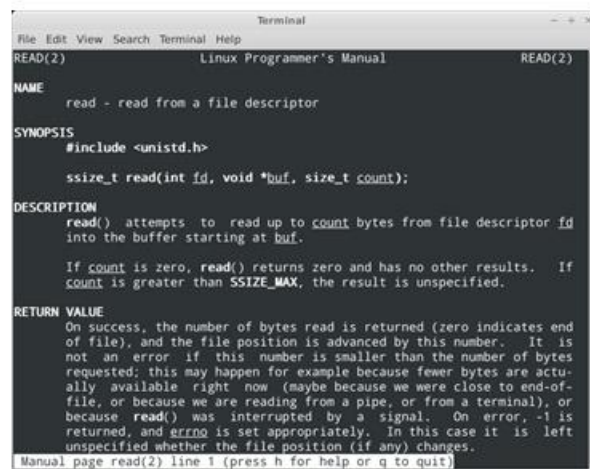 Terminal
File Edit View Search Terminal Help
READ(2) Linux Programmer's Manual READ(2)
NAME
read - read from a file descriptor
SYNOPSIS
#include <unistd.h>
ssize_t read(int fd, void *buf, size_t count);
DESCRIPTION
read() attempts to read up to count bytes from file descriptor fd
into the buffer starting at buf.
If count is zero, read() returns zero and has no other results. If
count is greater than SSIZE_MAX, the result is unspecified.
RETURN VALUE
On success, the number of bytes read is returned (zero indicates end
of file), and the file position is advanced by this number. It is
not an error if this number is smaller than the number of bytes
requested; this may happen for example because fewer bytes are actu-
ally available right now (maybe because we were close to end-of-
file, or because we are reading from a pipe, or from a terminal), or
because read() was interrupted by a signal. On error, -1 is
returned, and errno is set appropriately. In this case it is left
unspecified whether the file position (if any) changes.
Manual page read(2) line 1 (press h for help or q to quit)